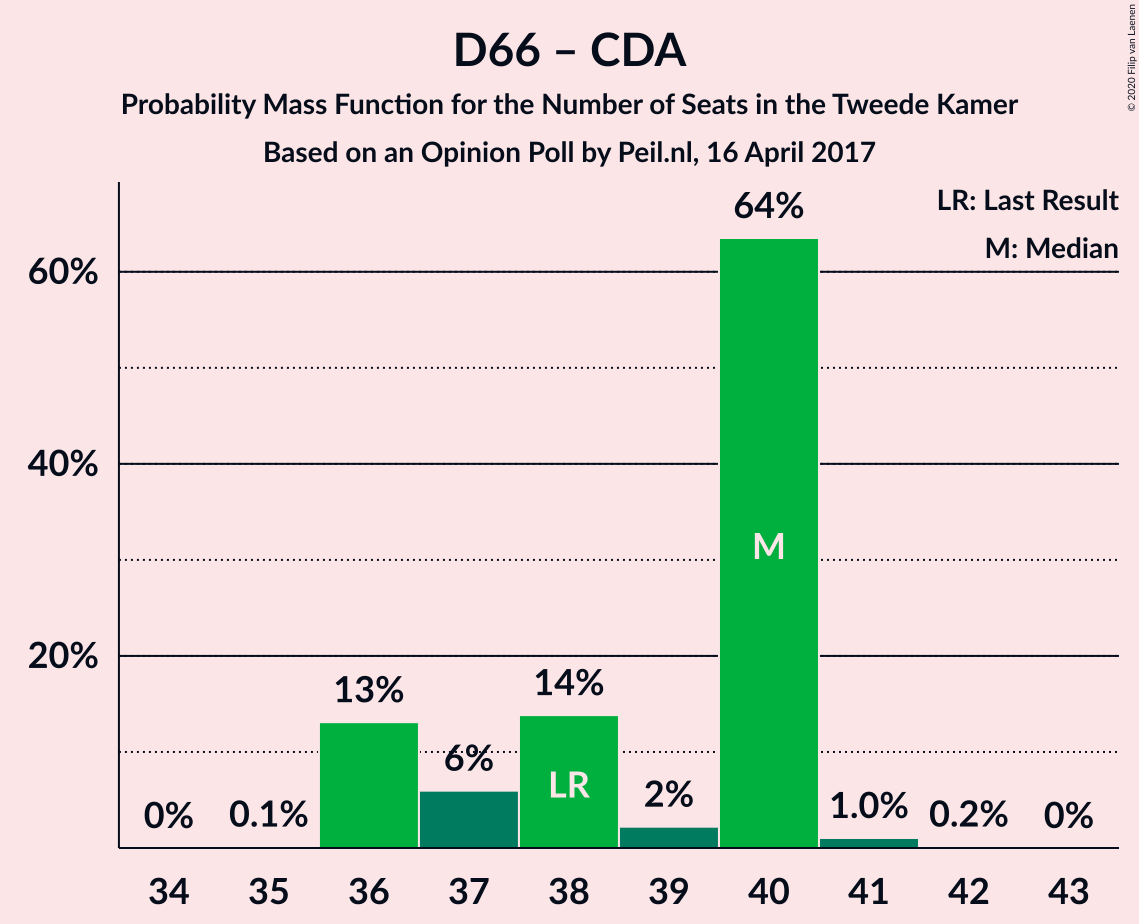 D66 – CDA
Probability Mass Function for the Number of Seats in the Tweede Kamer
Based on an Opinion Poll by Peil.nl, 16 April 2017
© 2020 Filip van Laenen
LR: Last Result
M: Median
60%
40%
20%
0%
0.1%
13%
6%
14%
2%
64%
1.0%
0.2%
0%
LR
M
34 35 36 37 38 39 40 41 42 43